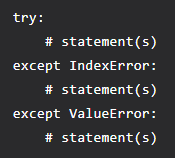 try:
    # statement(s)
except IndexError:
    # statement(s)
except ValueError:
    # statement(s)